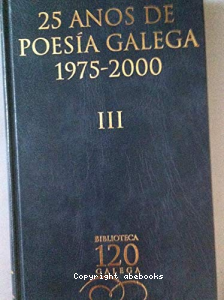 25 ANOS DE
POESÍA GALEGA
1975-2000
III
BIBLIOTECA
120
GALEGA
Copyright abebooks